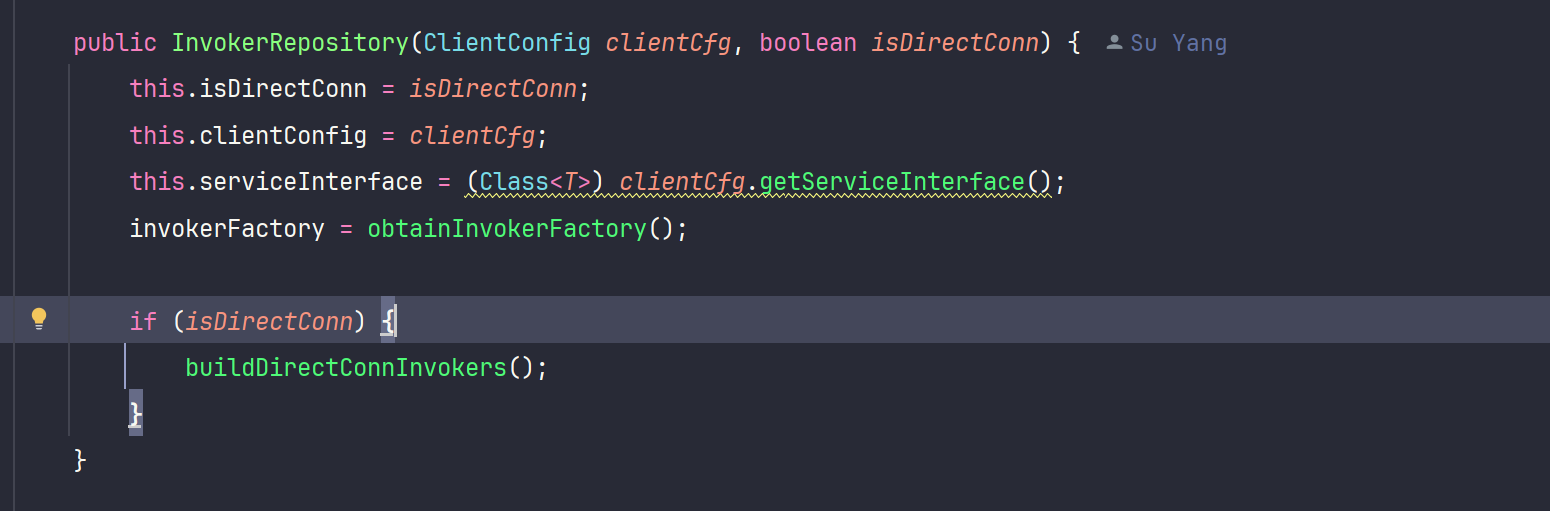 public InvokerRepository(ClientConfig clientCfg, boolean isDirectConn) { Su Yang
this.isDirectConn = isDirectConn;
this.clientConfig = clientCfg;
this.serviceInterface = (Class<T>) clientCfg.getServiceInterface();
invokerFactory = obtainInvokerFactory();
if (isDirectConn) {
buildDirectConnInvokers();
}
}